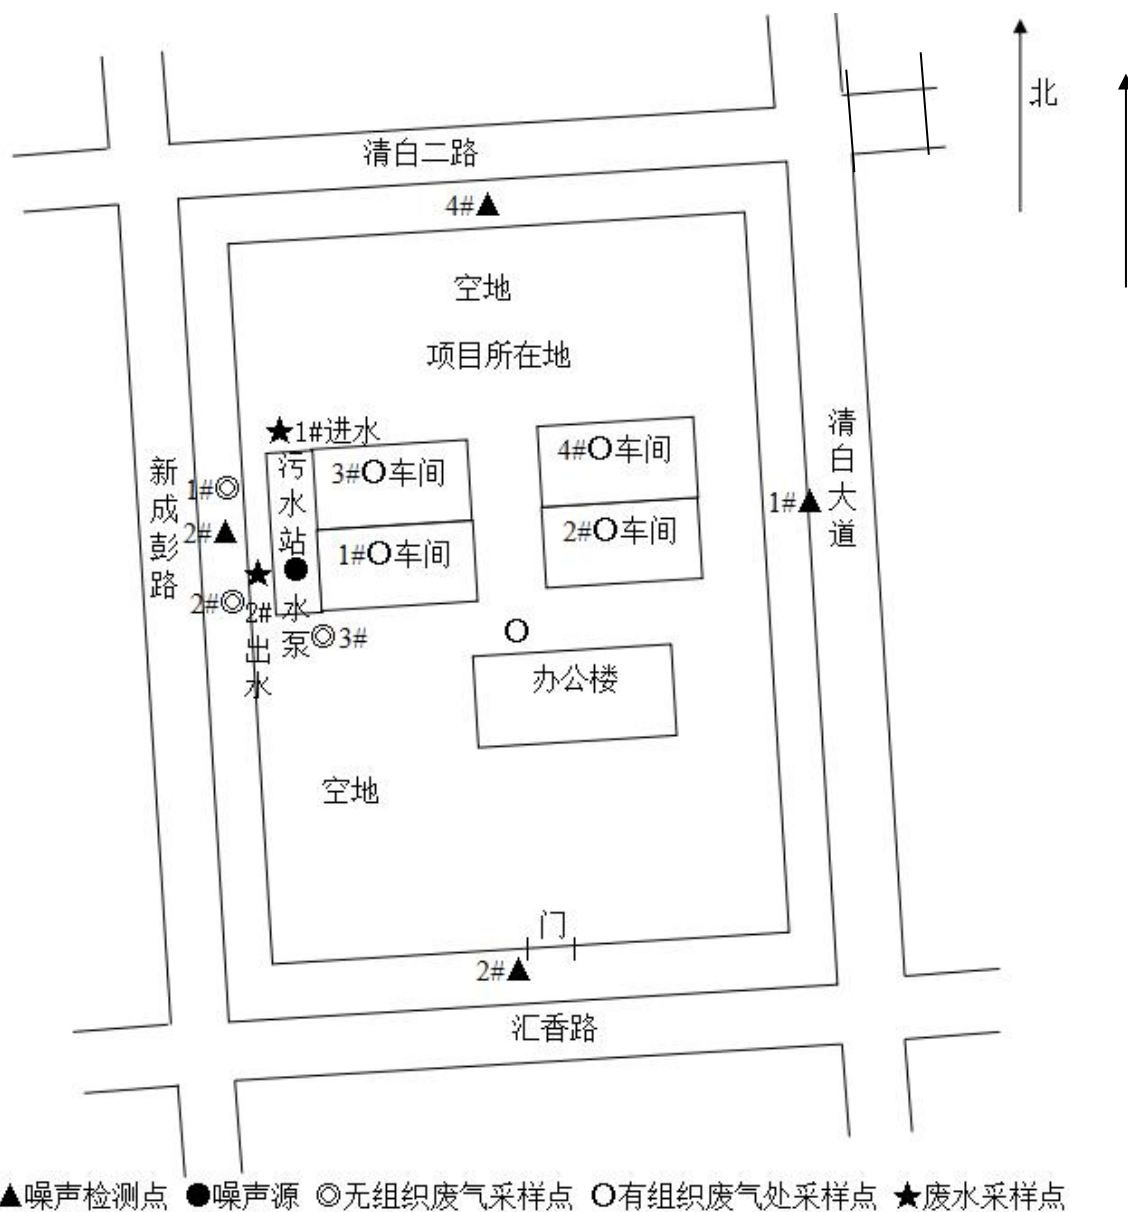 北
清白二路
4#▲
空地
项目所在地
★1#进水
污水站
3#O车间
4#O车间
清白大道
新成彭路
1#◎
1#▲
2#▲
1#O车间
2#O车间
★2#出水
●水泵
2#◎
◎3#
O
办公楼
空地
门
2#▲
汇香路
▲噪声检测点 ●噪声源 ◎无组织废气采样点 O有组织废气处采样点 ★废水采样点